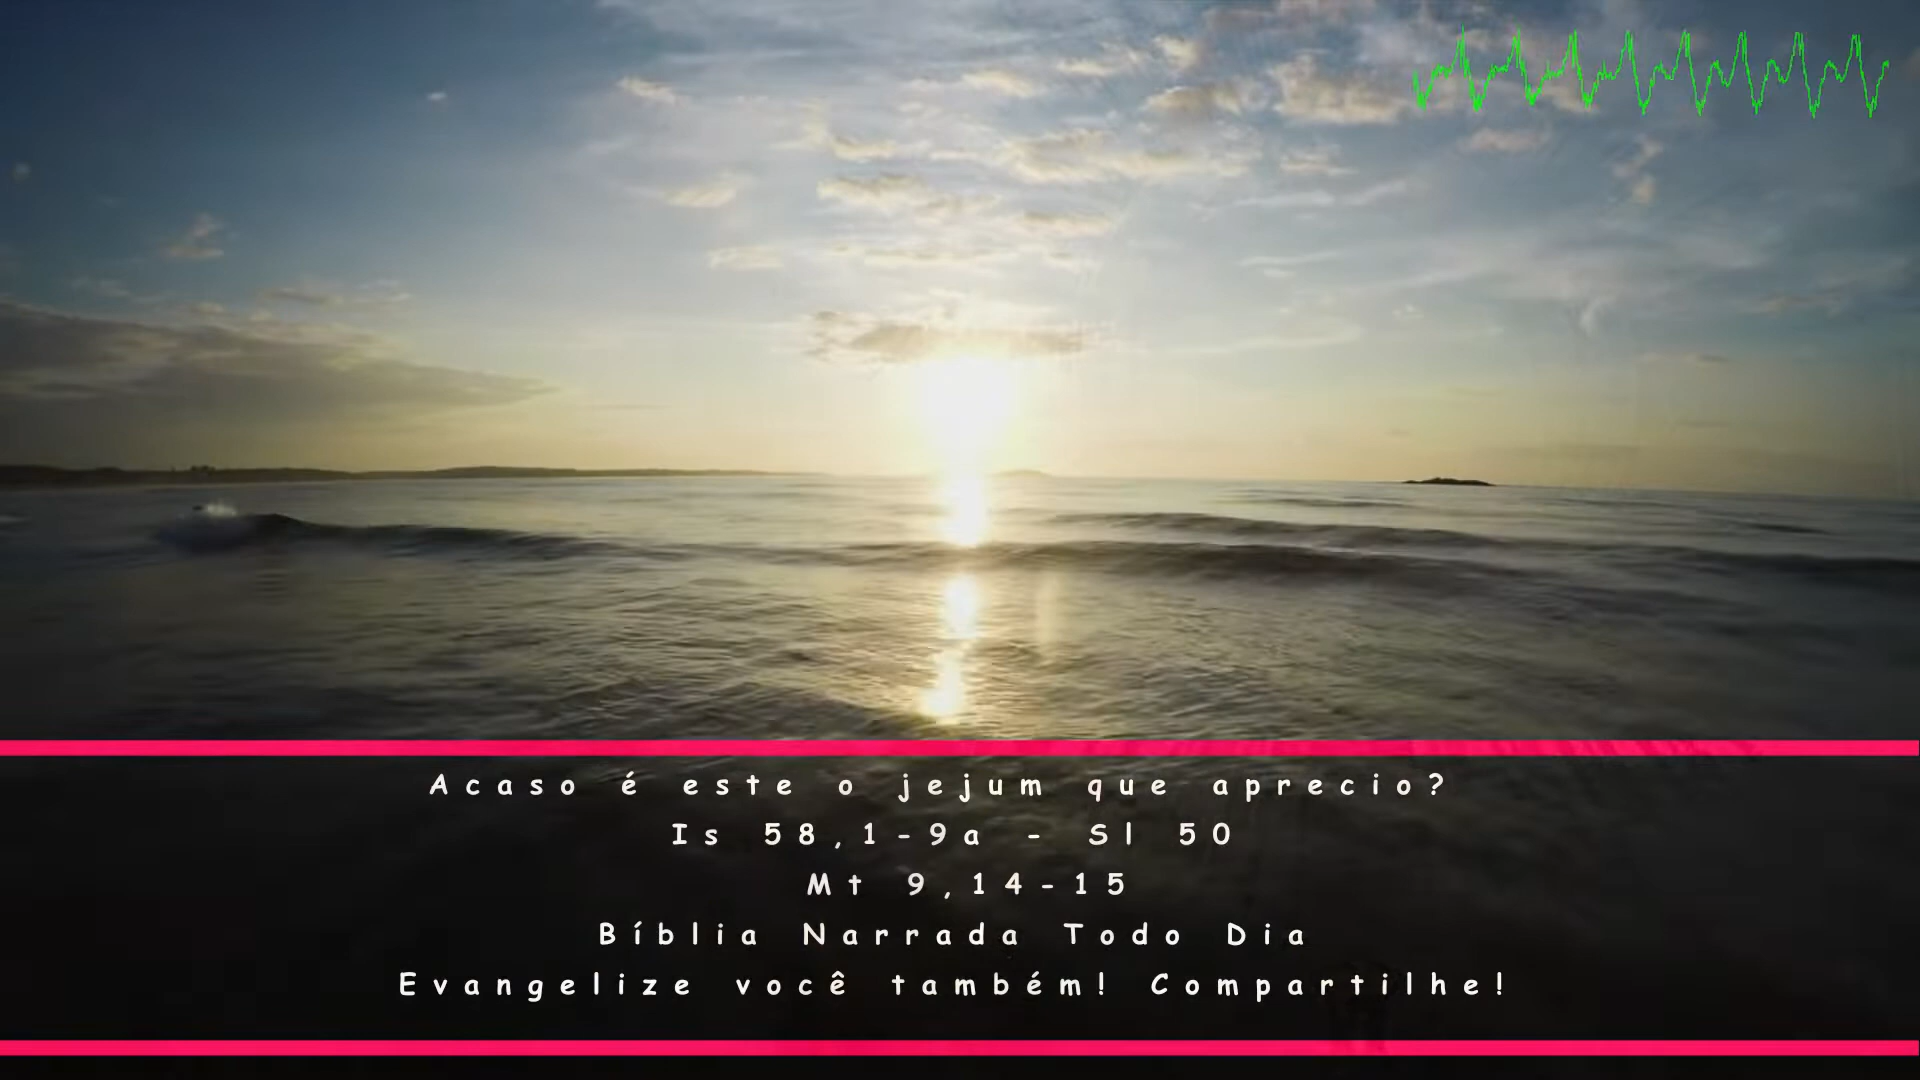 Acaso é este o jejum que aprecio?
Is 58,1-9a - Sl 50
Mt 9,14-15
Bíblia Narrada Todo Dia
Evangelize você também! Compartilhe!